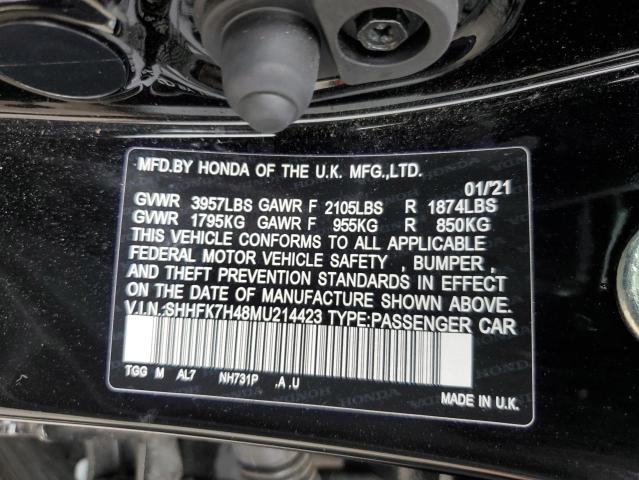 MFD.BY HONDA OF THE U.K. MFG.,LTD.
01/21
GVWR 3957LBS GAWR F 2105LBS R 1874LBS
GVWR 1795KG GAWR F 955KG R 850KG
THIS VEHICLE CONFORMS TO ALL APPLICABLE
FEDERAL MOTOR VEHICLE SAFETY , BUMPER ,
AND THEFT PREVENTION STANDARDS IN EFFECT
ON THE DATE OF MANUFACTURE SHOWN ABOVE.
V.I.N.:SHHFK7H48MU214423 TYPE:PASSENGER CAR
TGG M AL7 NH731P ,A ,U
MADE IN U.K.